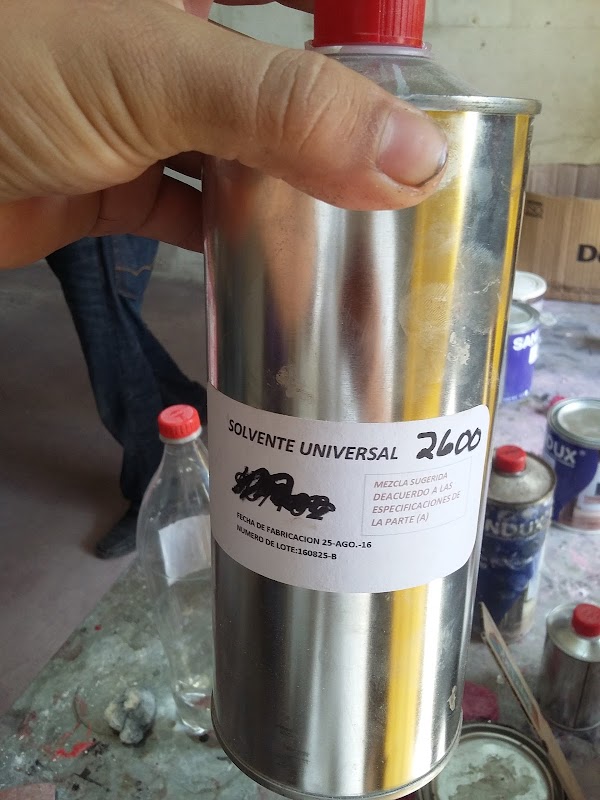 SOLVENTE UNIVERSAL 2600
MEZCLA SUGERIDA
DEACUERDO A LAS
ESPECIFICACIONES DE
LA PARTE (A)
FECHA DE FABRICACION 25-AGO.-16
NUMERO DE LOTE:160825-B